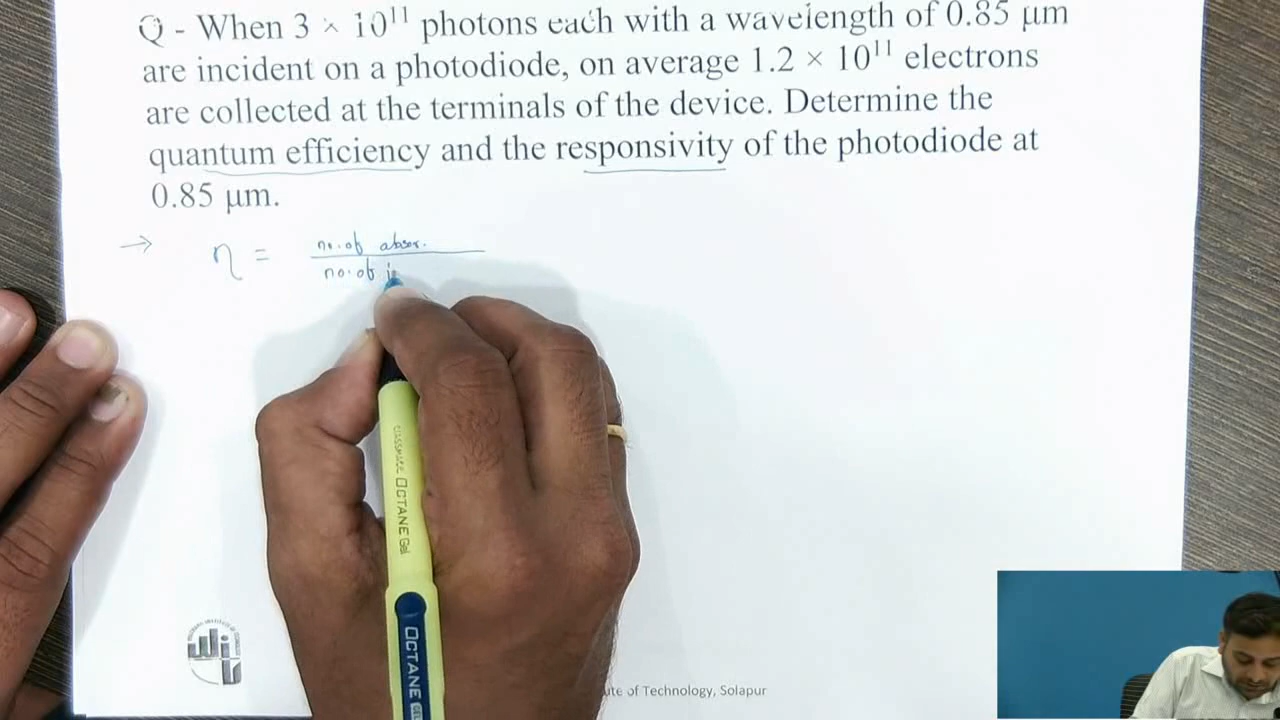 Q - When 3 × 10¹¹ photons each with a wavelength of 0.85 μm
are incident on a photodiode, on average 1.2 × 10¹¹ electrons
are collected at the terminals of the device. Determine the
quantum efficiency and the responsivity of the photodiode at
0.85 μm.
→ η = no. of absor.
no. of i
CLASSMATE OCTANE Gel
OCTANE
of Technology, Solapur